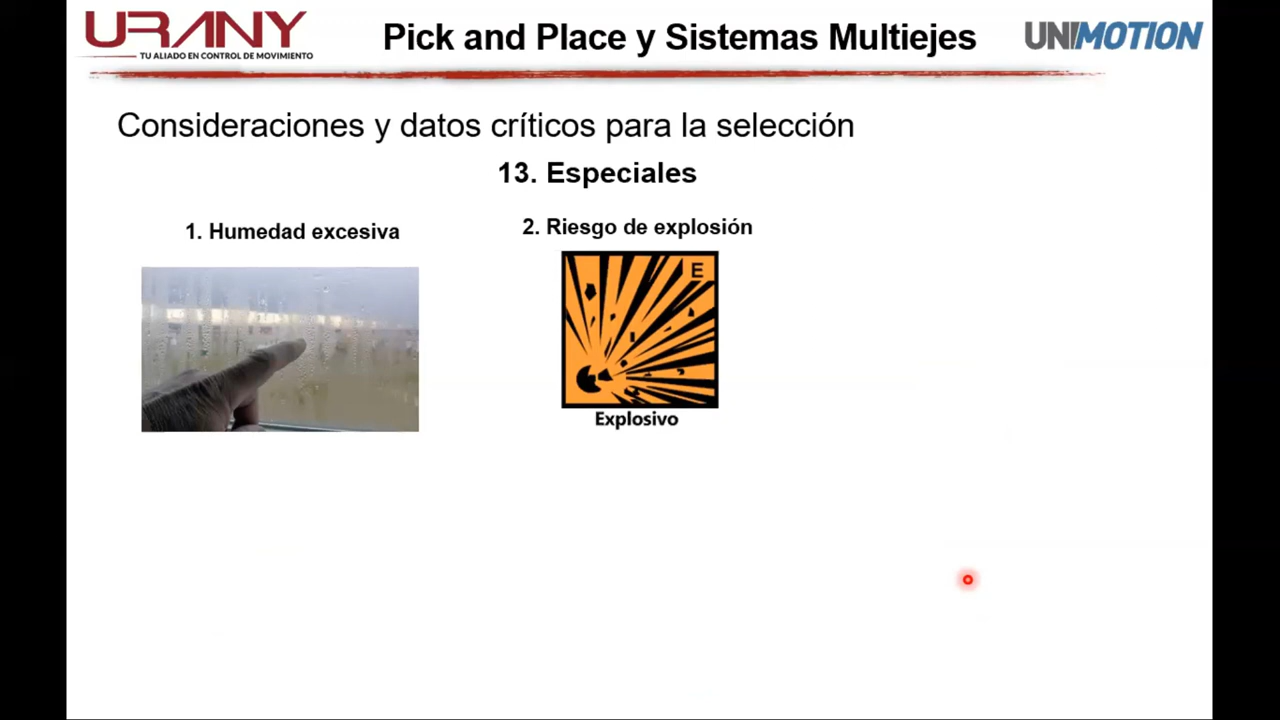 URANY
TU ALIADO EN CONTROL DE MOVIMIENTO
Pick and Place y Sistemas Multiejes
UNIMOTION
Consideraciones y datos críticos para la selección
13. Especiales
1. Humedad excesiva
2. Riesgo de explosión
E
Explosivo